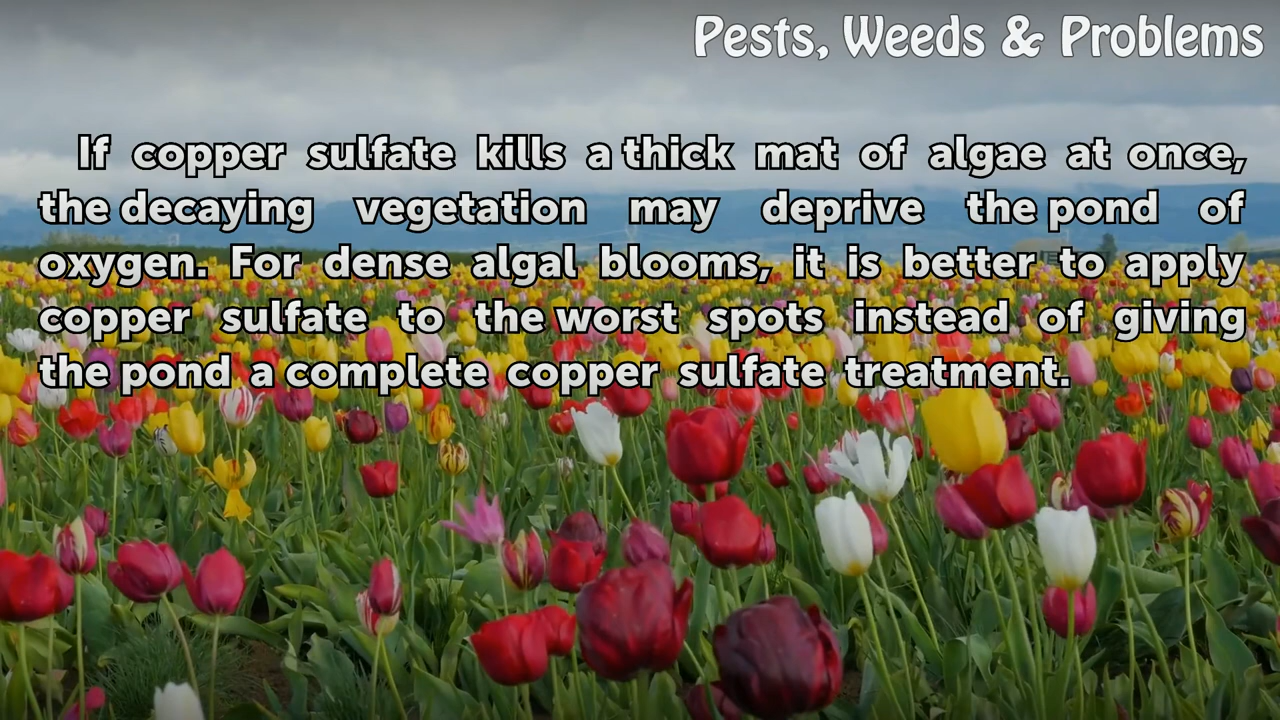 Pests, Weeds & Problems
If copper sulfate kills a thick mat of algae at once,
the decaying vegetation may deprive the pond of
oxygen. For dense algal blooms, it is better to apply
copper sulfate to the worst spots instead of giving
the pond a complete copper sulfate treatment.